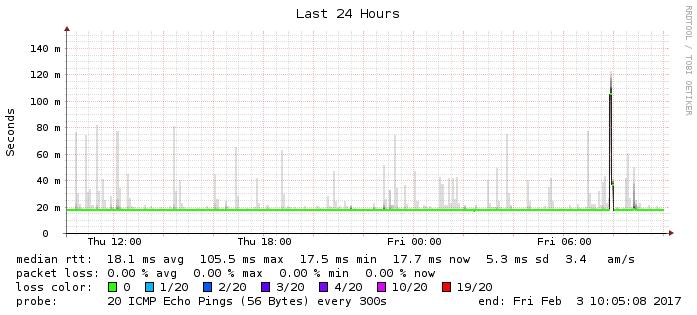 Last 24 Hours
RRDTOOL / TOBI OETIKER
Seconds
140 m
120 m
100 m
80 m
60 m
40 m
20 m
0
Thu 12:00 Thu 18:00 Fri 00:00 Fri 06:00
median rtt: 18.1 ms avg 105.5 ms max 17.5 ms min 17.7 ms now 5.3 ms sd 3.4 am/s
packet loss: 0.00 % avg 0.00 % max 0.00 % min 0.00 % now
loss color: 0 1/20 2/20 3/20 4/20 10/20 19/20
probe: 20 ICMP Echo Pings (56 Bytes) every 300s end: Fri Feb 3 10:05:08 2017